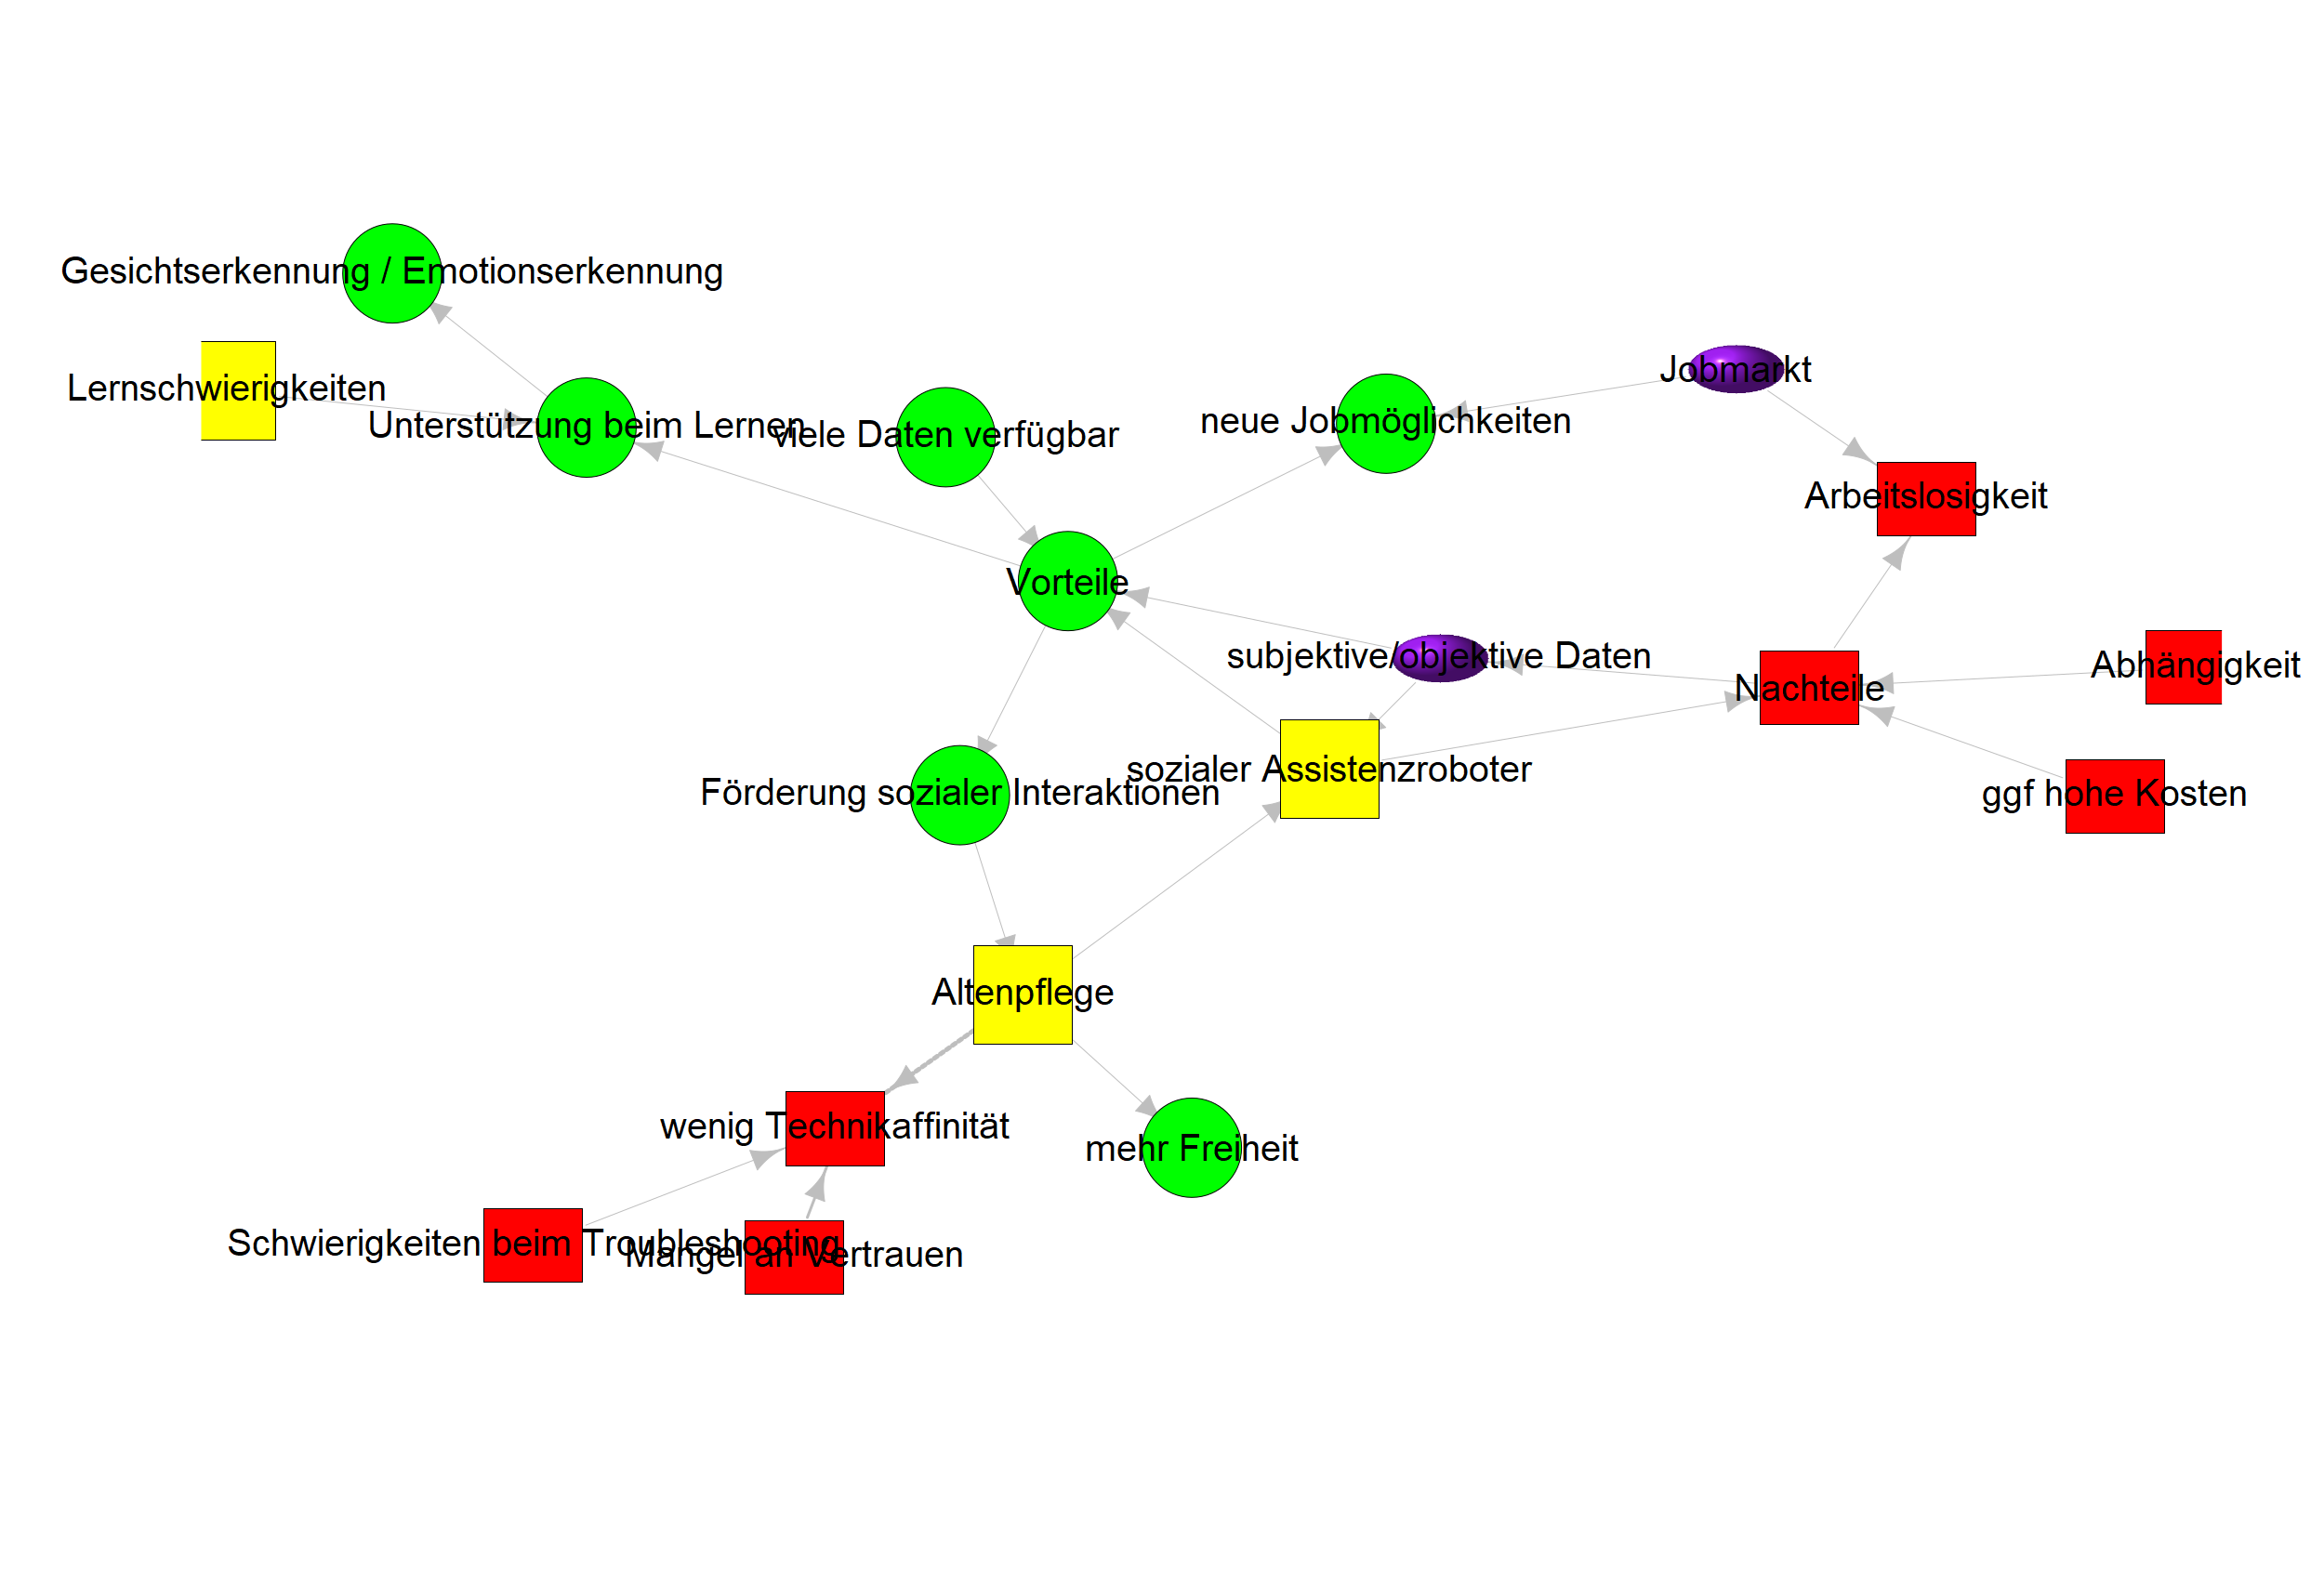 Gesichtserkennung / Emotionserkennung
Lernschwierigkeiten
Unterstützung beim Lernen
viele Daten verfügbar
neue Jobmöglichkeiten
Jobmarkt
Arbeitslosigkeit
Vorteile
subjektive/objektive Daten
Abhängigkeit
Nachteile
sozialer Assistenzroboter
Förderung sozialer Interaktionen
ggf hohe Kosten
Altenpflege
wenig Technikaffinität
mehr Freiheit
Schwierigkeiten beim Troubleshooting
Mangel an Vertrauen